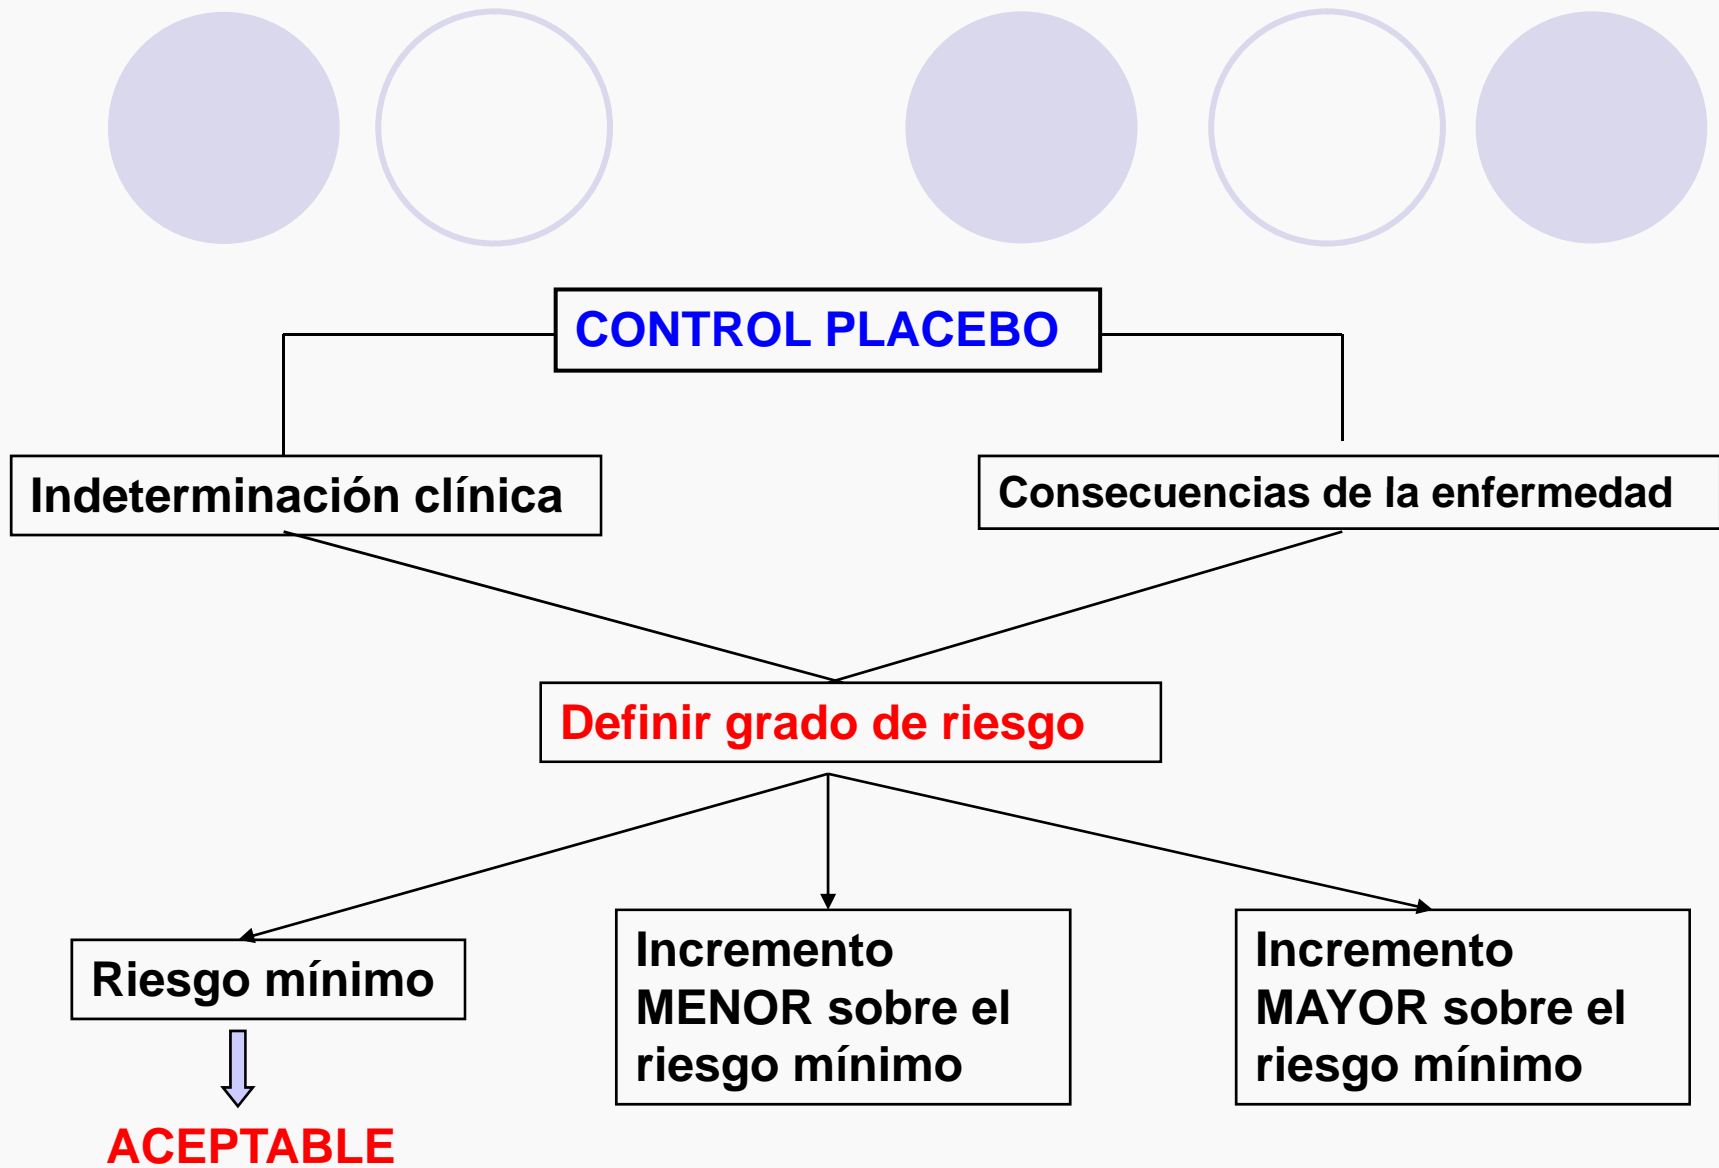 CONTROL PLACEBO
Indeterminación clínica
Consecuencias de la enfermedad
Definir grado de riesgo
Riesgo mínimo
Incremento
MENOR sobre el
riesgo mínimo
Incremento
MAYOR sobre el
riesgo mínimo
ACEPTABLE